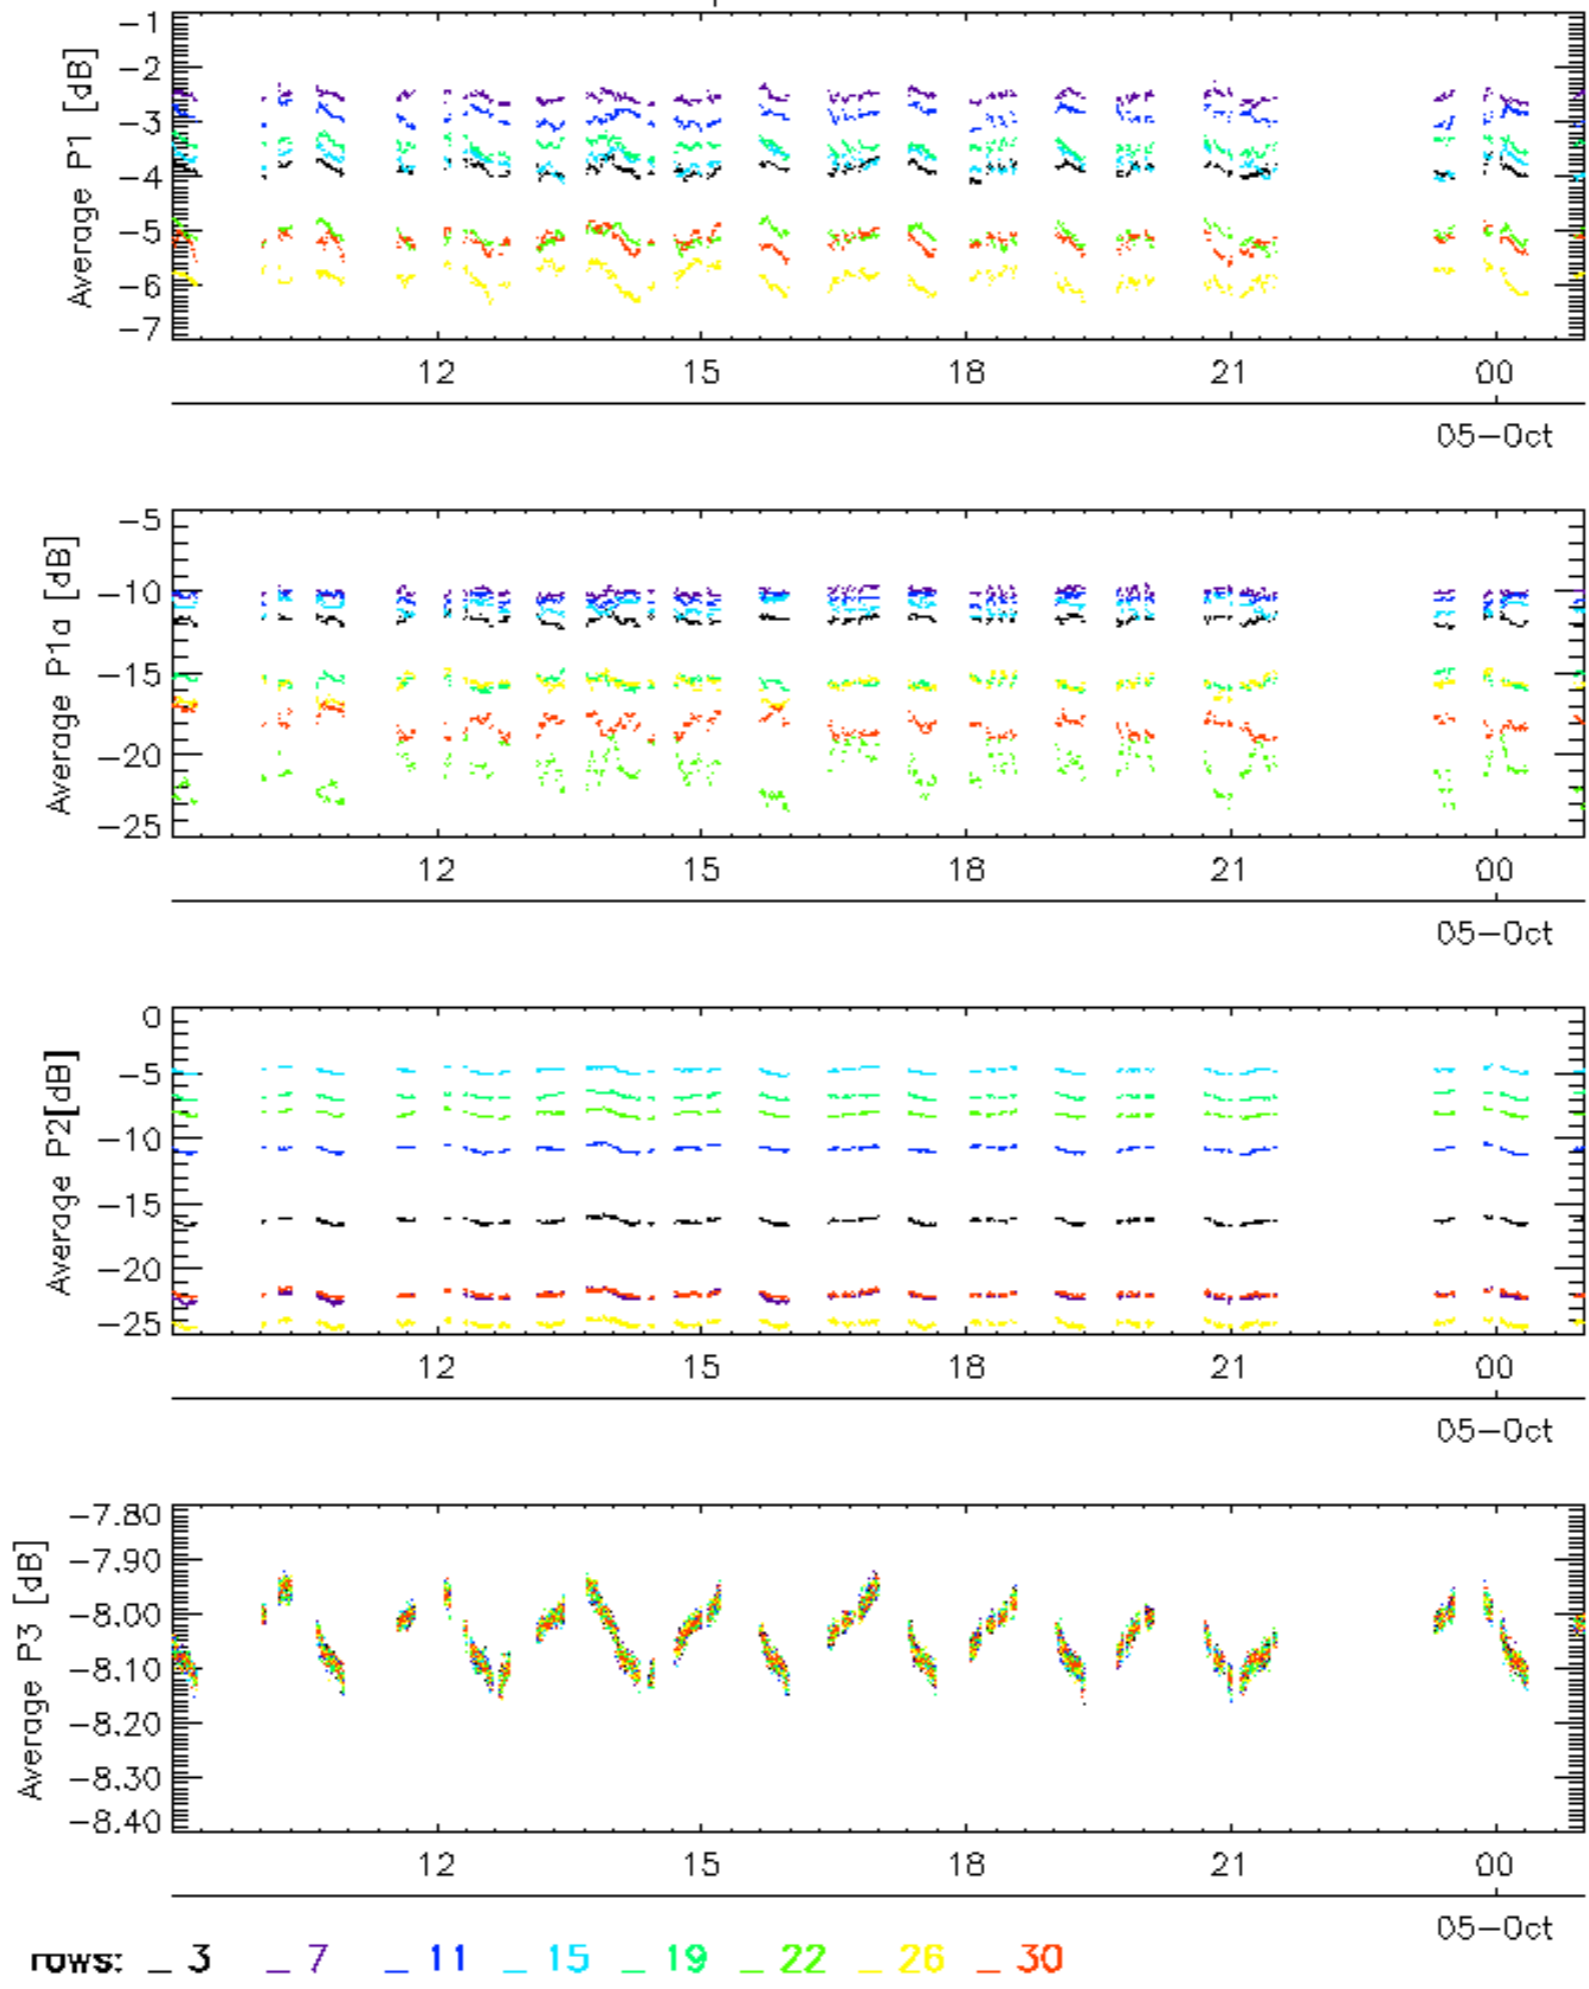 -1
-2
-3
-4
-5
-6
-7
Average P1 [dB]
12 15 18 21 00
05-Oct
-5
-10
-15
-20
-25
Average P1a [dB]
12 15 18 21 00
05-Oct
0
-5
-10
-15
-20
-25
Average P2[dB]
12 15 18 21 00
05-Oct
-7.80
-7.90
-8.00
-8.10
-8.20
-8.30
-8.40
Average P3 [dB]
12 15 18 21 00
05-Oct
rows: _ 3 _ 7 _ 11 _ 15 _ 19 _ 22 _ 26 _ 30